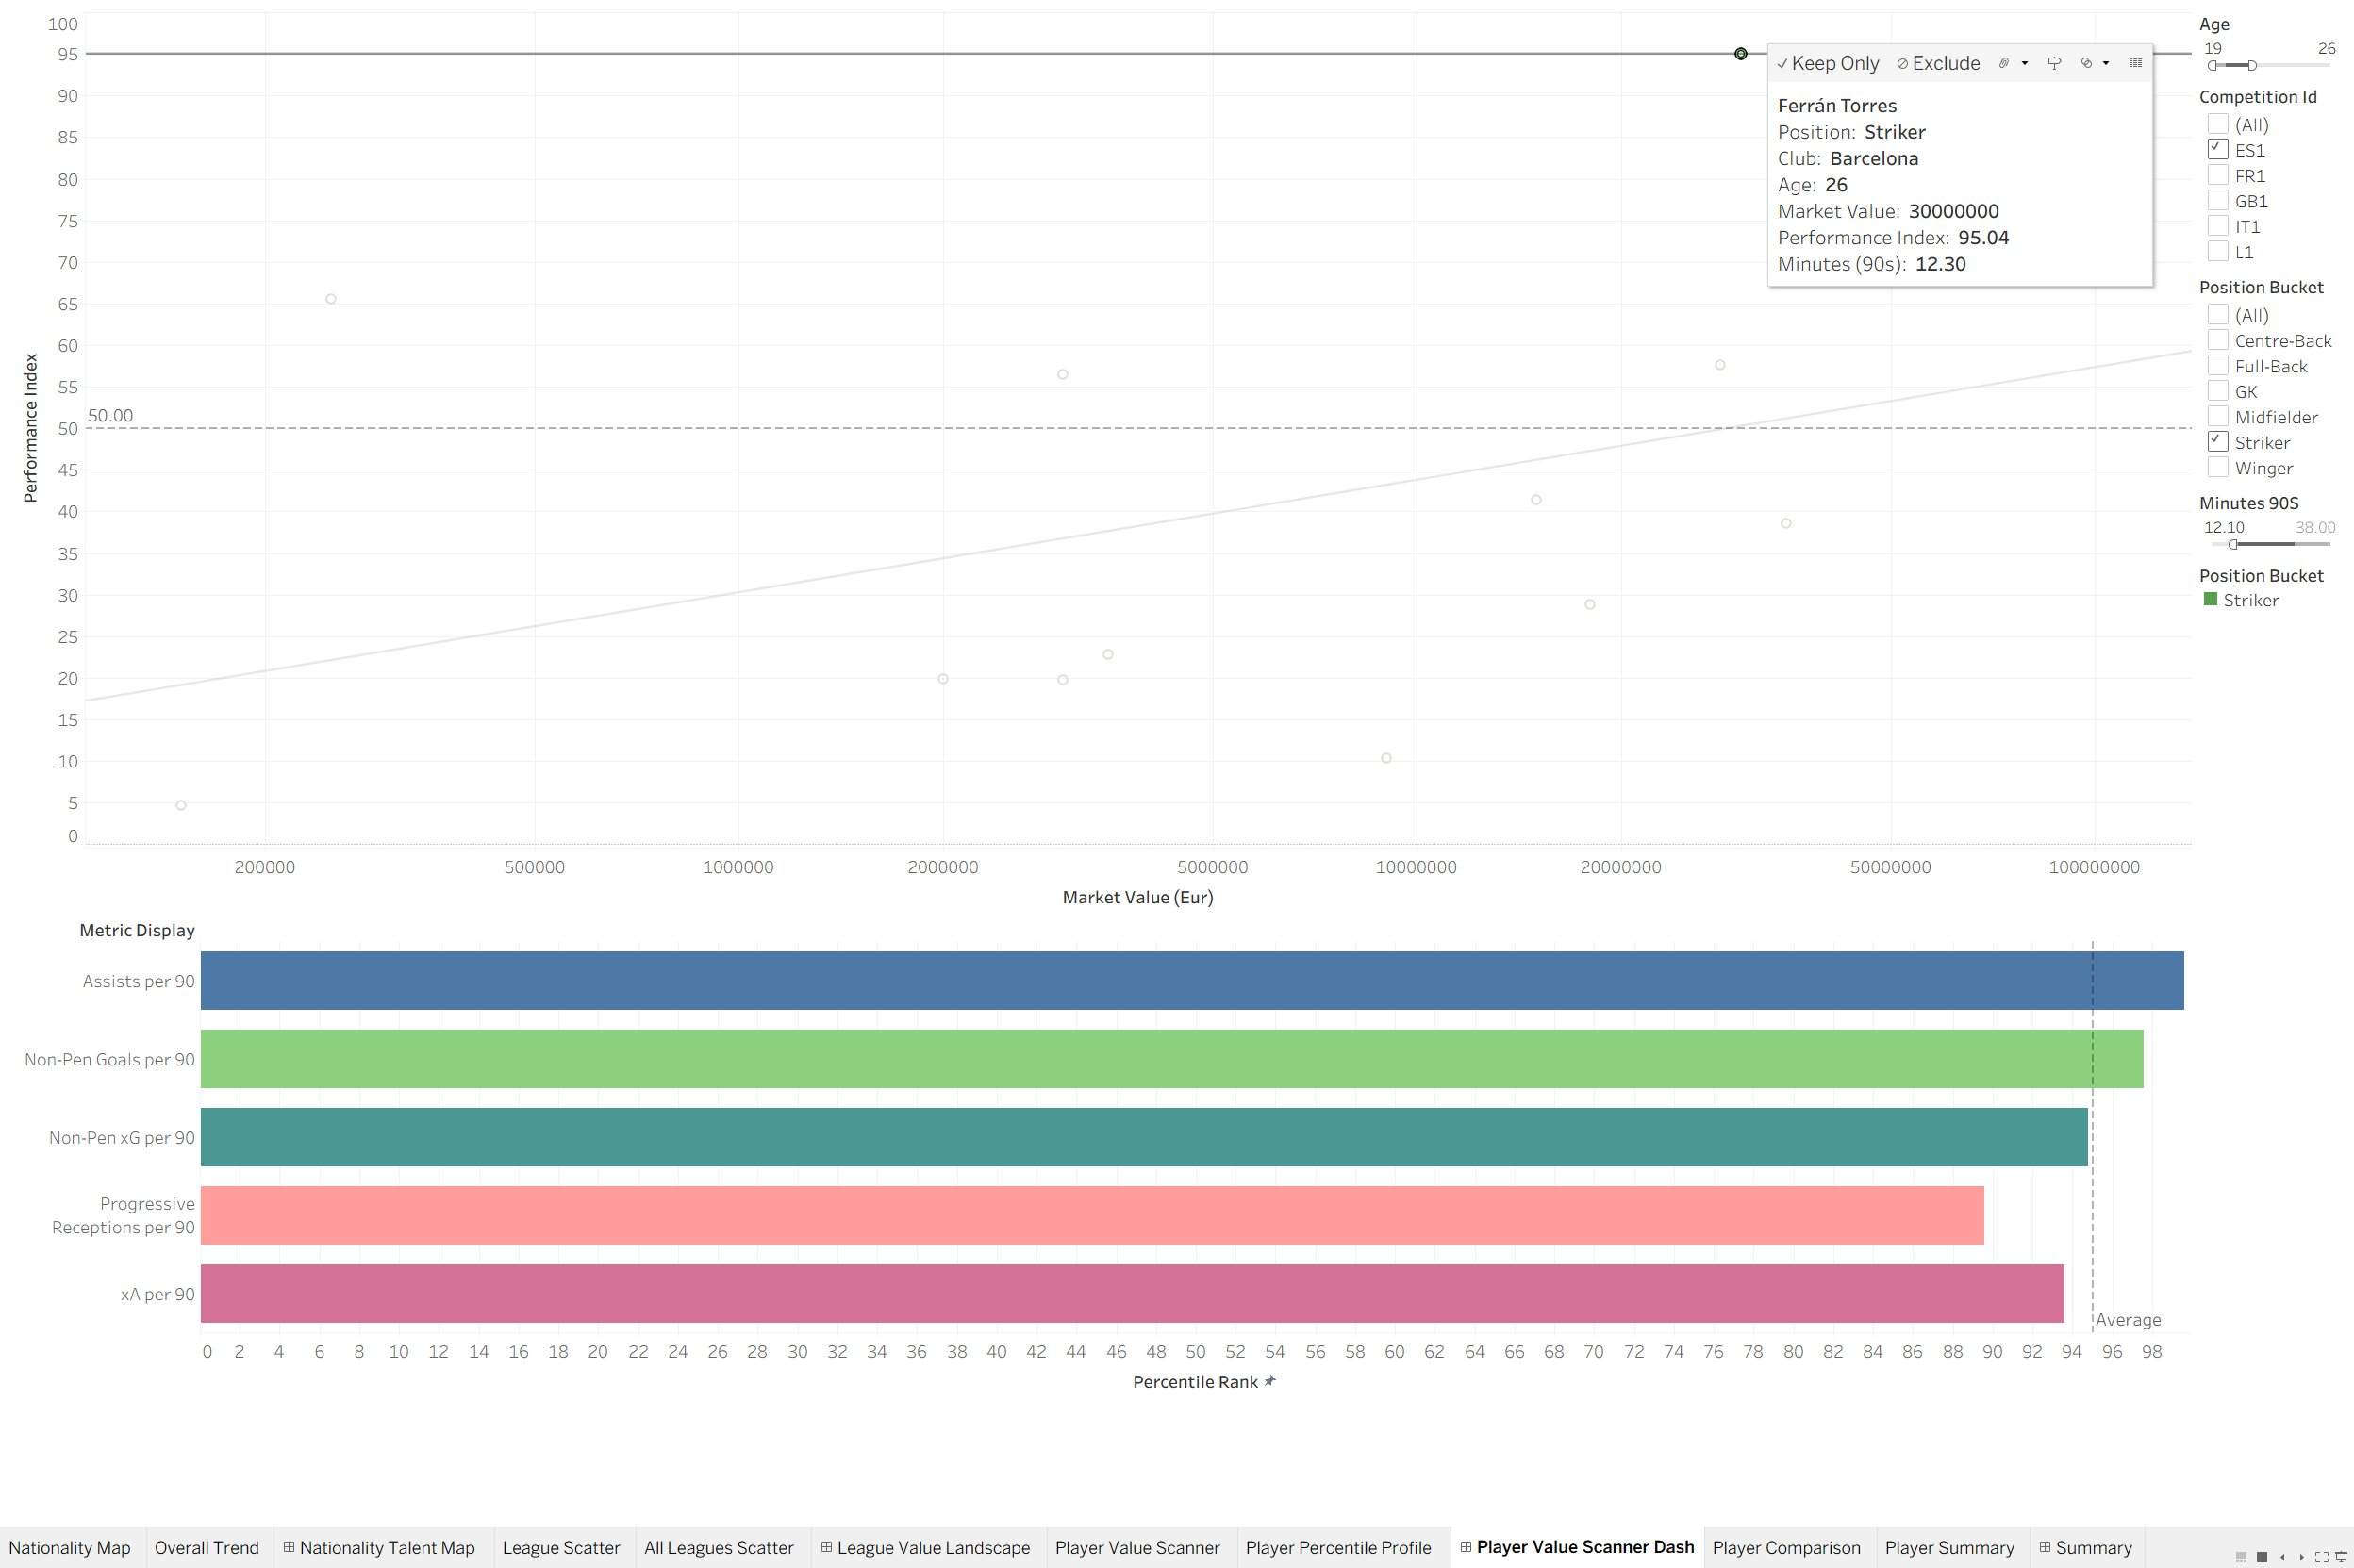 100
95
90
85
80
75
70
65
60
55
50
45
40
35
30
25
20
15
10
5
0
Performance Index
50.00
200000 500000 1000000 2000000 5000000 10000000 20000000 50000000 100000000
Market Value (Eur)
Keep Only Exclude
Ferrán Torres
Position: Striker
Club: Barcelona
Age: 26
Market Value: 30000000
Performance Index: 95.04
Minutes (90s): 12.30
Age
19 26
Competition Id
(All)
ES1
FR1
GB1
IT1
L1
Position Bucket
(All)
Centre-Back
Full-Back
GK
Midfielder
Striker
Winger
Minutes 90S
12.10 38.00
Position Bucket
Striker
Metric Display
Assists per 90
Non-Pen Goals per 90
Non-Pen xG per 90
Progressive
Receptions per 90
xA per 90
Average
0 2 4 6 8 10 12 14 16 18 20 22 24 26 28 30 32 34 36 38 40 42 44 46 48 50 52 54 56 58 60 62 64 66 68 70 72 74 76 78 80 82 84 86 88 90 92 94 96 98
Percentile Rank
Nationality Map Overall Trend Nationality Talent Map League Scatter All Leagues Scatter League Value Landscape Player Value Scanner Player Percentile Profile Player Value Scanner Dash Player Comparison Player Summary Summary